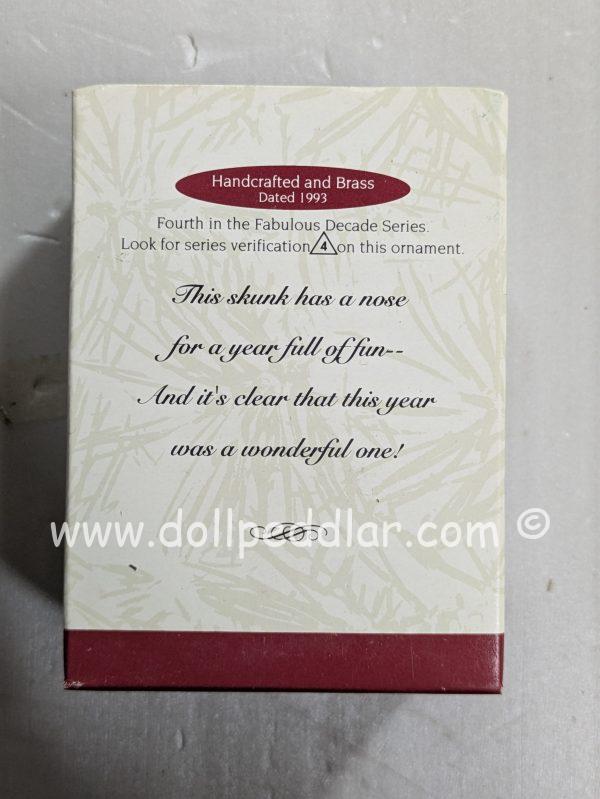 Handcrafted and Brass
Dated 1993
Fourth in the Fabulous Decade Series.
Look for series verification 4 on this ornament.
This skunk has a nose
for a year full of fun--
And it's clear that this year
was a wonderful one!
www.dollpeddlar.com ©